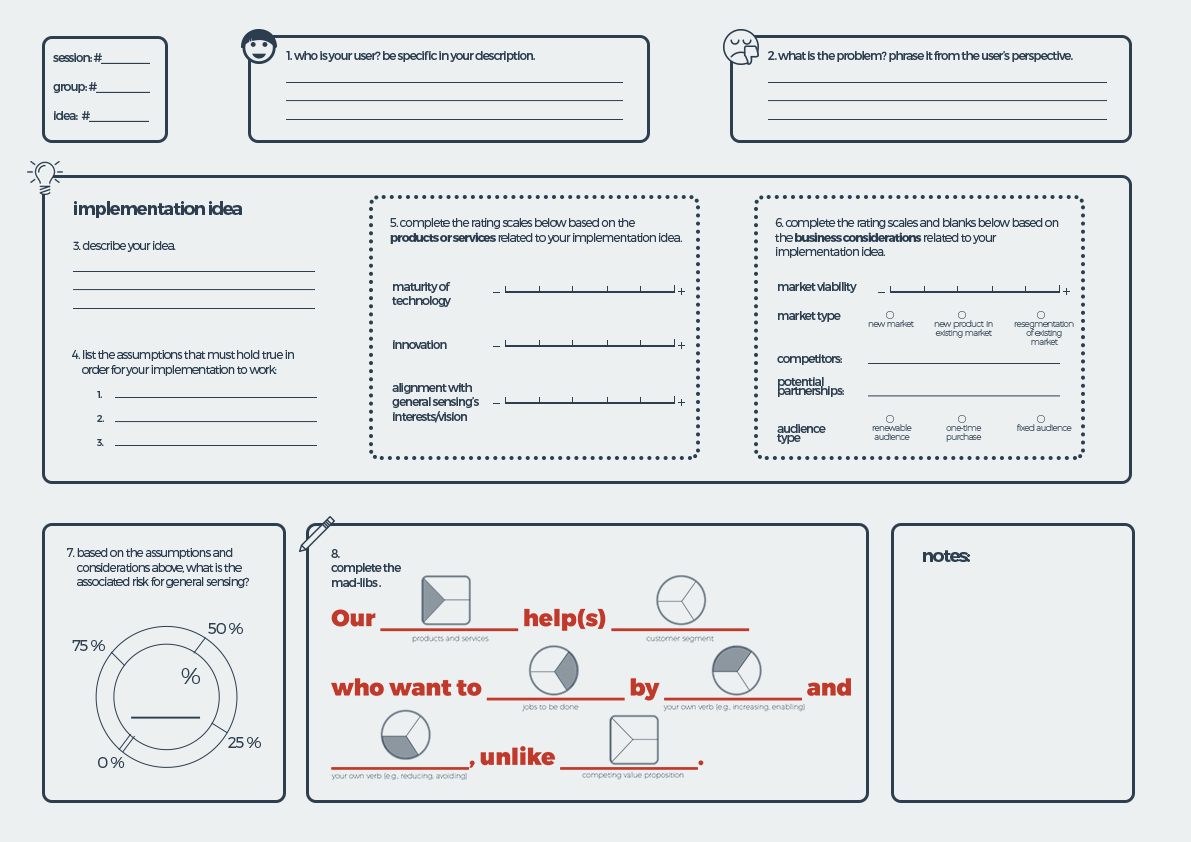 session: #
group: #
idea: #
1. who is your user? be specific in your description.
2. what is the problem? phrase it from the user's perspective.
implementation idea
3. describe your idea.
4. list the assumptions that must hold true in
order for your implementation to work:
1.
2.
3.
5. complete the rating scales below based on the
products or services related to your implementation idea.
maturity of
technology
– +
innovation
– +
alignment with
general sensing's
interests/vision
– +
6. complete the rating scales and blanks below based on
the business considerations related to your
implementation idea.
market viability
– +
market type
new market
new product in
existing market
resegmentation
of existing
market
competitors:
potential
partnerships:
audience
type
renewable
audience
one-time
purchase
fixed audience
7. based on the assumptions and
considerations above, what is the
associated risk for general sensing?
50 %
75 %
%
25 %
0 %
8.
complete the
mad-libs .
Our help(s)
products and services customer segment
who want to by and
jobs to be done your own verb (e.g., increasing, enabling)
, unlike .
your own verb (e.g., reducing, avoiding) competing value proposition
notes: